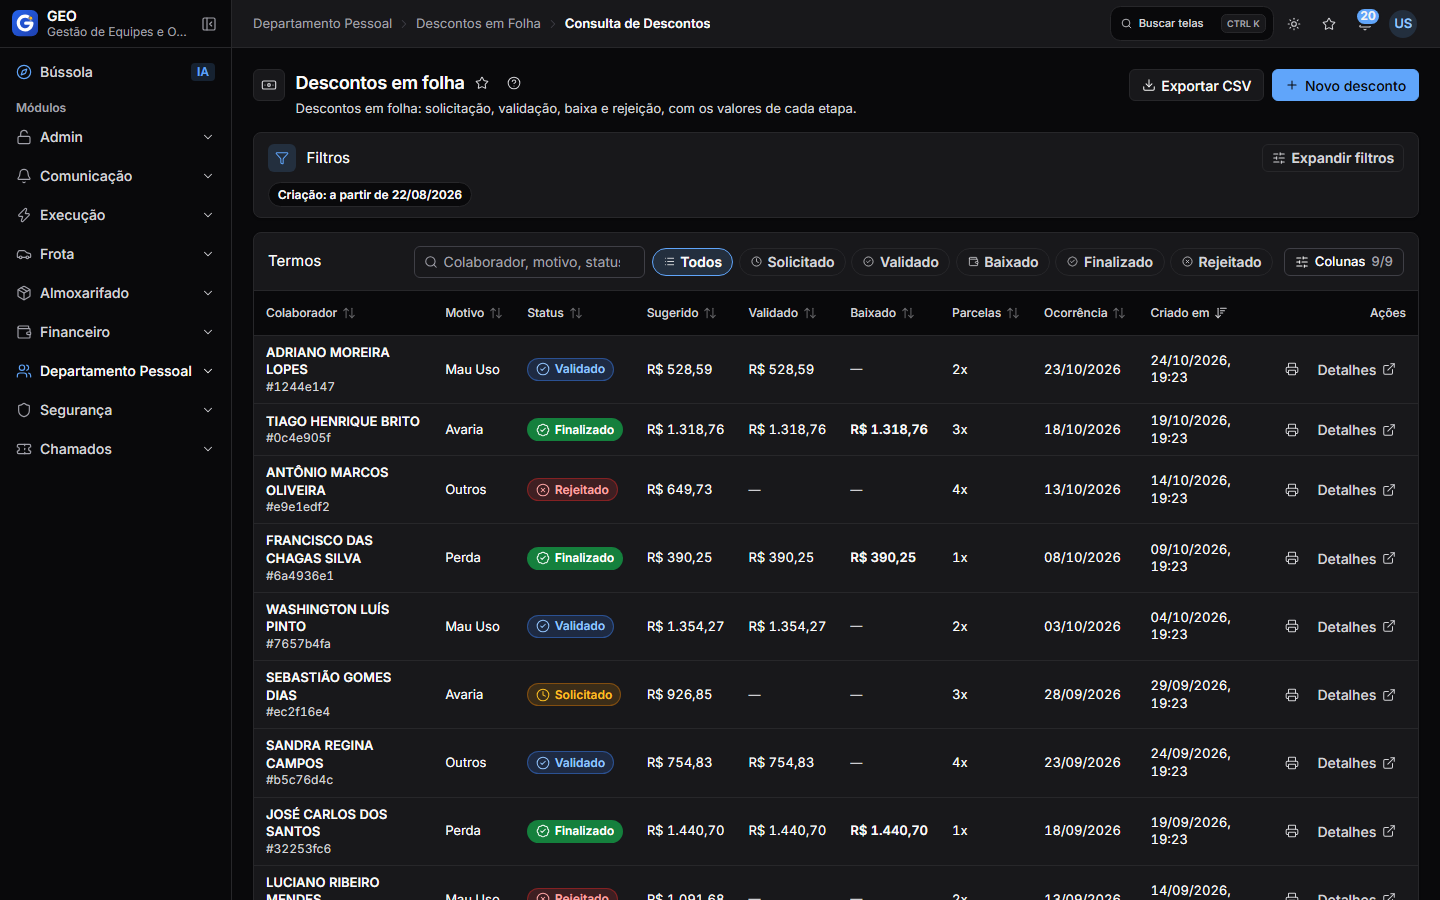 GEO
Gestão de Equipes e O...
Departamento Pessoal
Descontos em Folha
Consulta de Descontos
Buscar telas
CTRL K
20
US
Bússola
IA
Módulos
Admin
Comunicação
Execução
Frota
Almoxarifado
Financeiro
Departamento Pessoal
Segurança
Chamados
Descontos em folha
Descontos em folha: solicitação, validação, baixa e rejeição, com os valores de cada etapa.
Exportar CSV
Novo desconto
Filtros
Expandir filtros
Criação: a partir de 22/08/2026
Termos
Colaborador, motivo, statu
Todos
Solicitado
Validado
Baixado
Finalizado
Rejeitado
Colunas 9/9
Colaborador Motivo Status Sugerido Validado Baixado Parcelas Ocorrência Criado em Ações
ADRIANO MOREIRA LOPES
#1244e147
Mau Uso Validado R$ 528,59 R$ 528,59 — 2x 23/10/2026 24/10/2026, 19:23 Detalhes
TIAGO HENRIQUE BRITO
#0c4e905f
Avaria Finalizado R$ 1.318,76 R$ 1.318,76 R$ 1.318,76 3x 18/10/2026 19/10/2026, 19:23 Detalhes
ANTÔNIO MARCOS OLIVEIRA
#e9e1edf2
Outros Rejeitado R$ 649,73 — — 4x 13/10/2026 14/10/2026, 19:23 Detalhes
FRANCISCO DAS CHAGAS SILVA
#6a4936e1
Perda Finalizado R$ 390,25 R$ 390,25 R$ 390,25 1x 08/10/2026 09/10/2026, 19:23 Detalhes
WASHINGTON LUÍS PINTO
#7657b4fa
Mau Uso Validado R$ 1.354,27 R$ 1.354,27 — 2x 03/10/2026 04/10/2026, 19:23 Detalhes
SEBASTIÃO GOMES DIAS
#ec2f16e4
Avaria Solicitado R$ 926,85 — — 3x 28/09/2026 29/09/2026, 19:23 Detalhes
SANDRA REGINA CAMPOS
#b5c76d4c
Outros Validado R$ 754,83 R$ 754,83 — 4x 23/09/2026 24/09/2026, 19:23 Detalhes
JOSÉ CARLOS DOS SANTOS
#32253fc6
Perda Finalizado R$ 1.440,70 R$ 1.440,70 R$ 1.440,70 1x 18/09/2026 19/09/2026, 19:23 Detalhes
LUCIANO RIBEIRO MENDES
Mau Uso Rejeitado R$ 1.091,68 — — 2x 13/09/2026 14/09/2026, Detalhes